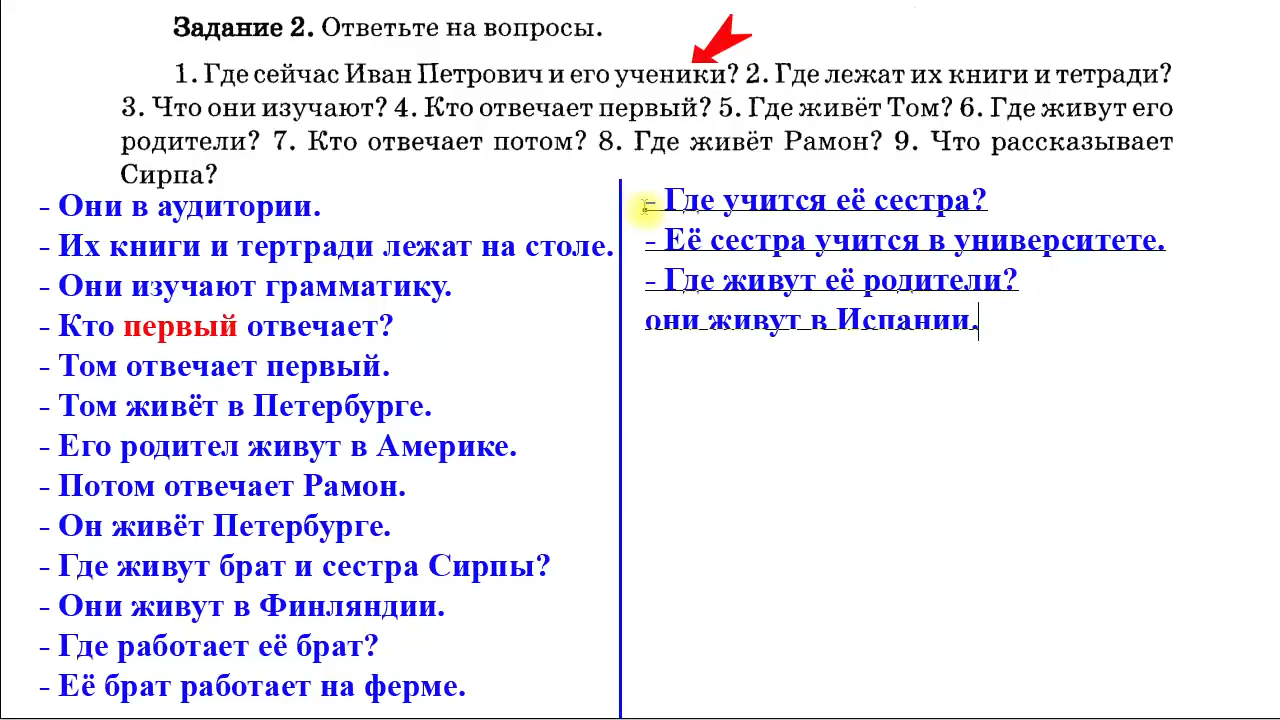 Задание 2. Ответьте на вопросы.
1. Где сейчас Иван Петрович и его ученики? 2. Где лежат их книги и тетради?
3. Что они изучают? 4. Кто отвечает первый? 5. Где живёт Том? 6. Где живут его
родители? 7. Кто отвечает потом? 8. Где живёт Рамон? 9. Что рассказывает
Сирпа?
- Они в аудитории.
- Их книги и тертради лежат на столе.
- Они изучают грамматику.
- Кто первый отвечает?
- Том отвечает первый.
- Том живёт в Петербурге.
- Его родител живут в Америке.
- Потом отвечает Рамон.
- Он живёт Петербурге.
- Где живут брат и сестра Сирпы?
- Они живут в Финляндии.
- Где работает её брат?
- Её брат работает на ферме.
- Где учится её сестра?
- Её сестра учится в университете.
- Где живут её родители?
они живут в Испании.